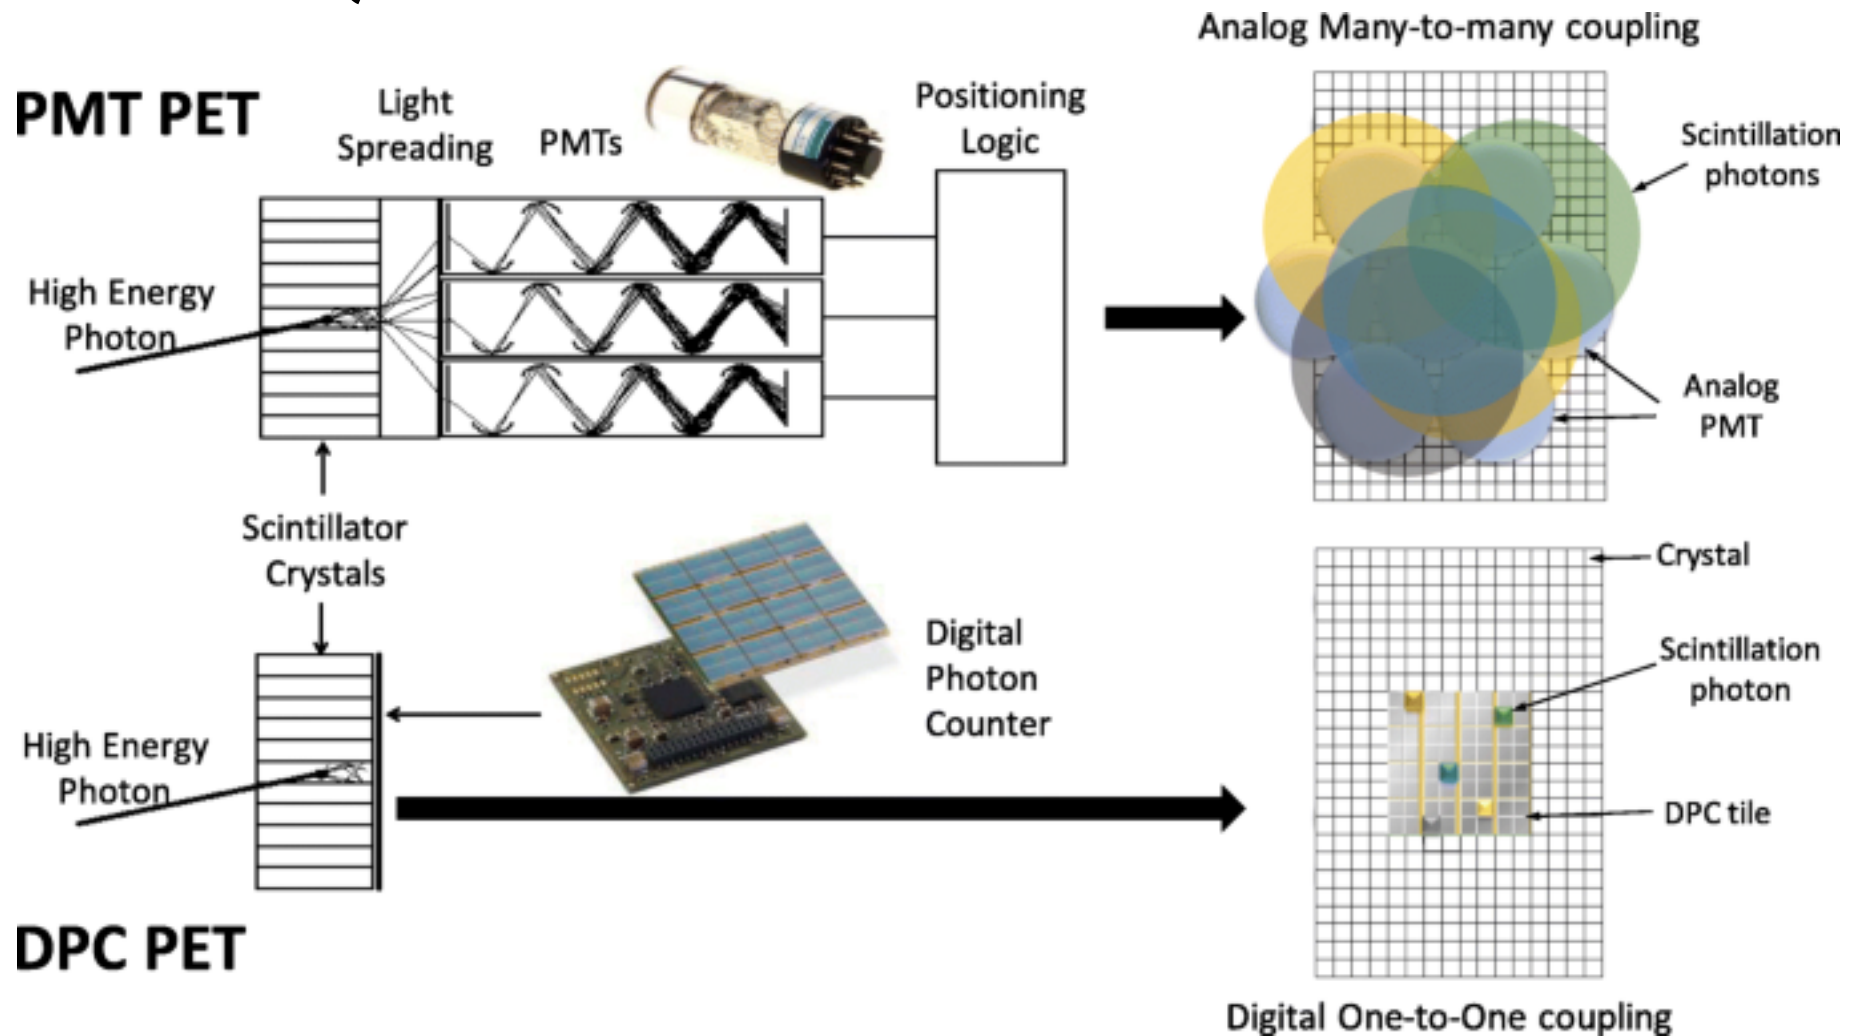 Analog Many-to-many coupling
PMT PET
Light
Spreading
PMTs
Positioning
Logic
Scintillation
photons
High Energy
Photon
Analog
PMT
Scintillator
Crystals
Crystal
Digital
Photon
Counter
Scintillation
photon
High Energy
Photon
DPC tile
DPC PET
Digital One-to-One coupling